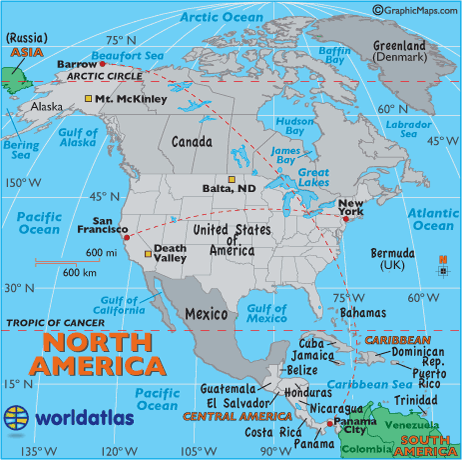 ©GraphicMaps.com
Arctic Ocean
(Russia)
ASIA
75° N
Beaufort Sea
Barrow
ARCTIC CIRCLE
Baffin
Bay
Greenland
(Denmark)
Alaska
Mt. McKinley
60° N
Bering
Sea
Gulf of
Alaska
Canada
Hudson
Bay
James
Bay
Labrador
Sea
45° W
150° W
45° N
Balta, ND
Great
Lakes
New
York
Pacific
Ocean
San
Francisco
United States
of
America
Atlantic
Ocean
600 mi
600 km
Death
Valley
Bermuda
(UK)
N
30° N
Gulf of
California
Mexico
Gulf of
Mexico
75°W
60° W
Bahamas
TROPIC OF CANCER
NORTH
AMERICA
Cuba
Jamaica
CARIBBEAN
Dominican
Rep.
Belize
Puerto
Rico
Caribbean Sea
15° N
Pacific
Ocean
Guatemala
El Salvador
Honduras
Trinidad
CENTRAL AMERICA
Nicaragua
worldatlas
Costa Rica
Panama
City
Panama
Venezuela
Colombia
SOUTH
AMERICA
135°W
120°W
105°W
90°W